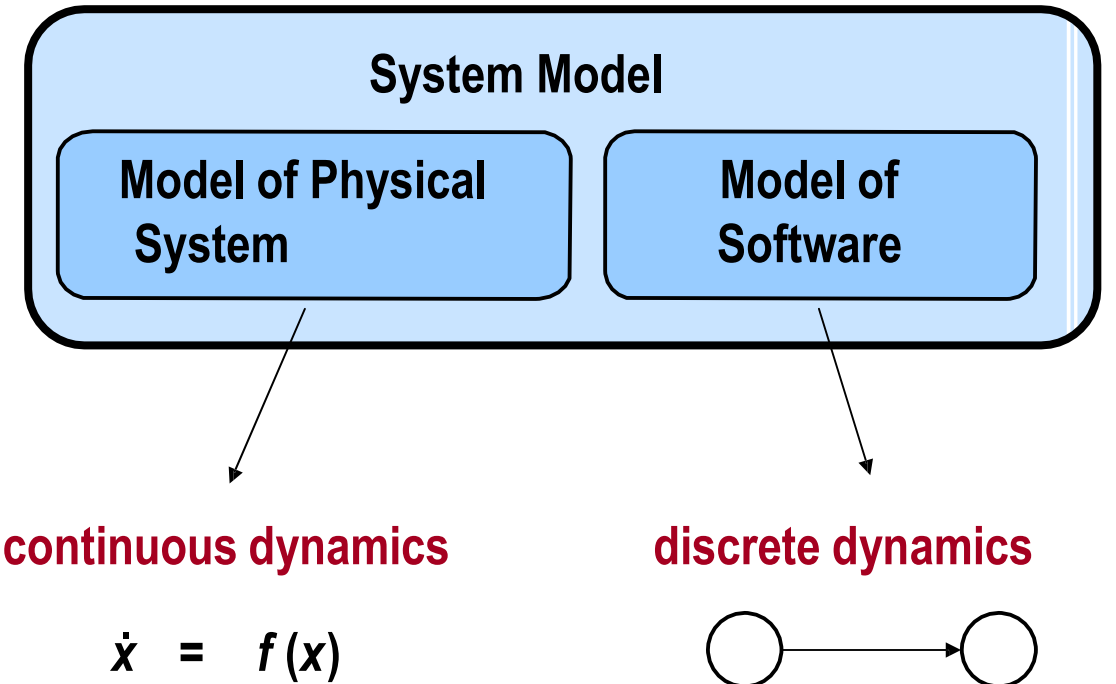 System Model
Model of Physical
System
Model of
Software
continuous dynamics
discrete dynamics
ẋ = f (x)